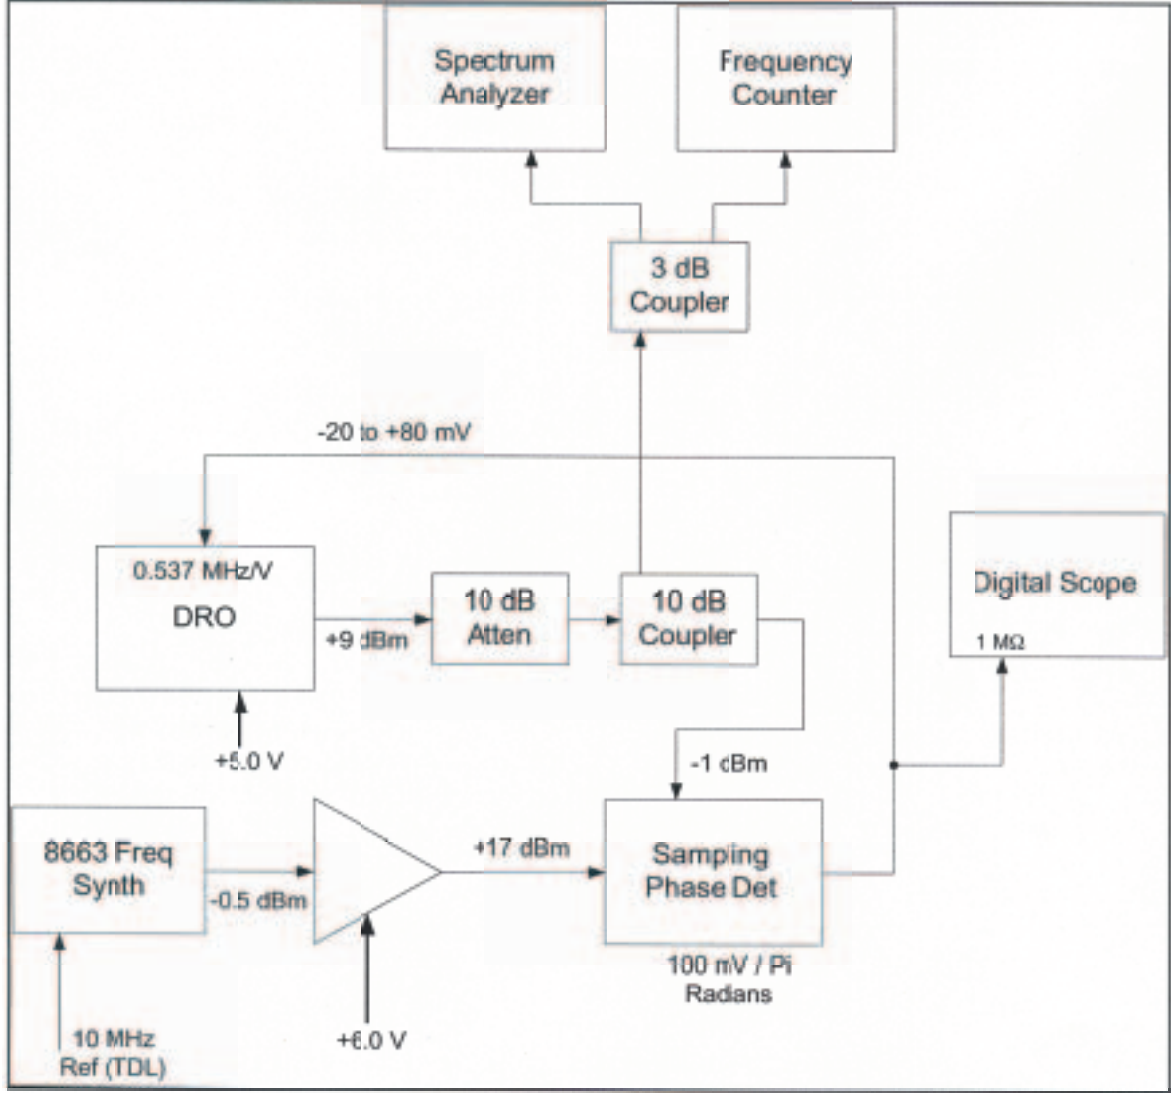 Spectrum
Analyzer
Frequency
Counter
3 dB
Coupler
-20 to +80 mV
0.537 MHz/V
DRO
+9 dBm
10 dB
Atten
10 dB
Coupler
Digital Scope
1 MΩ
+5.0 V
-1 dBm
8663 Freq
Synth
-0.5 dBm
+17 dBm
Samping
Phase Det
100 mV / Pi
Radians
10 MHz
Ref (TDL)
+6.0 V